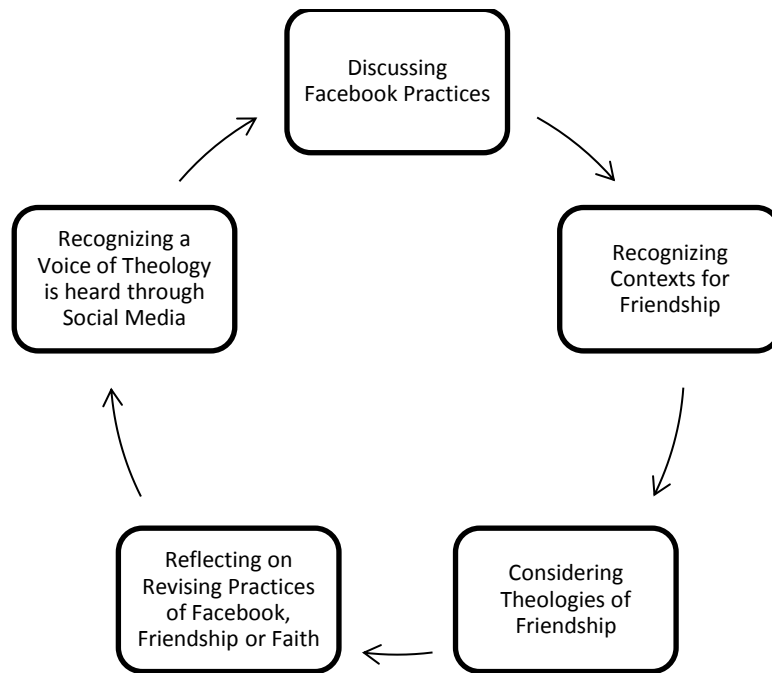 Discussing
Facebook Practices
Recognizing
Contexts for
Friendship
Considering
Theologies of
Friendship
Reflecting on
Revising Practices
of Facebook,
Friendship or Faith
Recognizing a
Voice of Theology
is heard through
Social Media